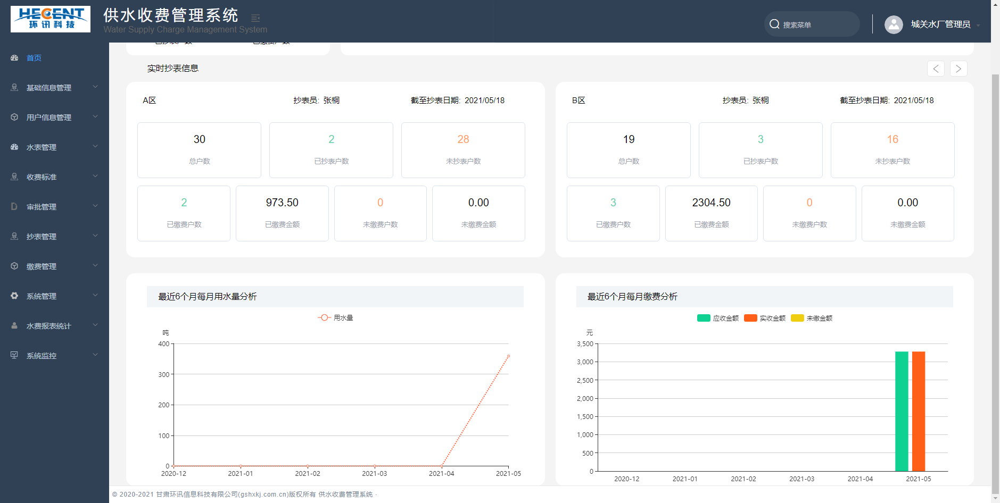 HECENT
环讯科技
供水收费管理系统
Water Supply Charge Management System
搜索菜单
城关水厂管理员
首页
基础信息管理
用户信息管理
水表管理
收费标准
审批管理
抄表管理
缴费管理
系统管理
水费报表统计
系统监控
已抄表户数 已缴费户数
实时抄表信息
A区 抄表员: 张桐 截至抄表日期: 2021/05/18
30 2 28
总户数 已抄表户数 未抄表户数
2 973.50 0 0.00
已缴费户数 已缴费金额 未缴费户数 未缴费金额
B区 抄表员: 张桐 截至抄表日期: 2021/05/18
19 3 16
总户数 已抄表户数 未抄表户数
3 2304.50 0 0.00
已缴费户数 已缴费金额 未缴费户数 未缴费金额
最近6个月每月用水量分析
用水量
吨
400
300
200
100
0
2020-12 2021-01 2021-02 2021-03 2021-04 2021-05
最近6个月每月缴费分析
应收金额 实收金额 未缴金额
元
3,500
3,000
2,500
2,000
1,500
1,000
500
0
2020-12 2021-01 2021-02 2021-03 2021-04 2021-05
© 2020-2021 甘肃环讯信息科技有限公司(gshxkj.com.cn)版权所有 供水收费管理系统 ·